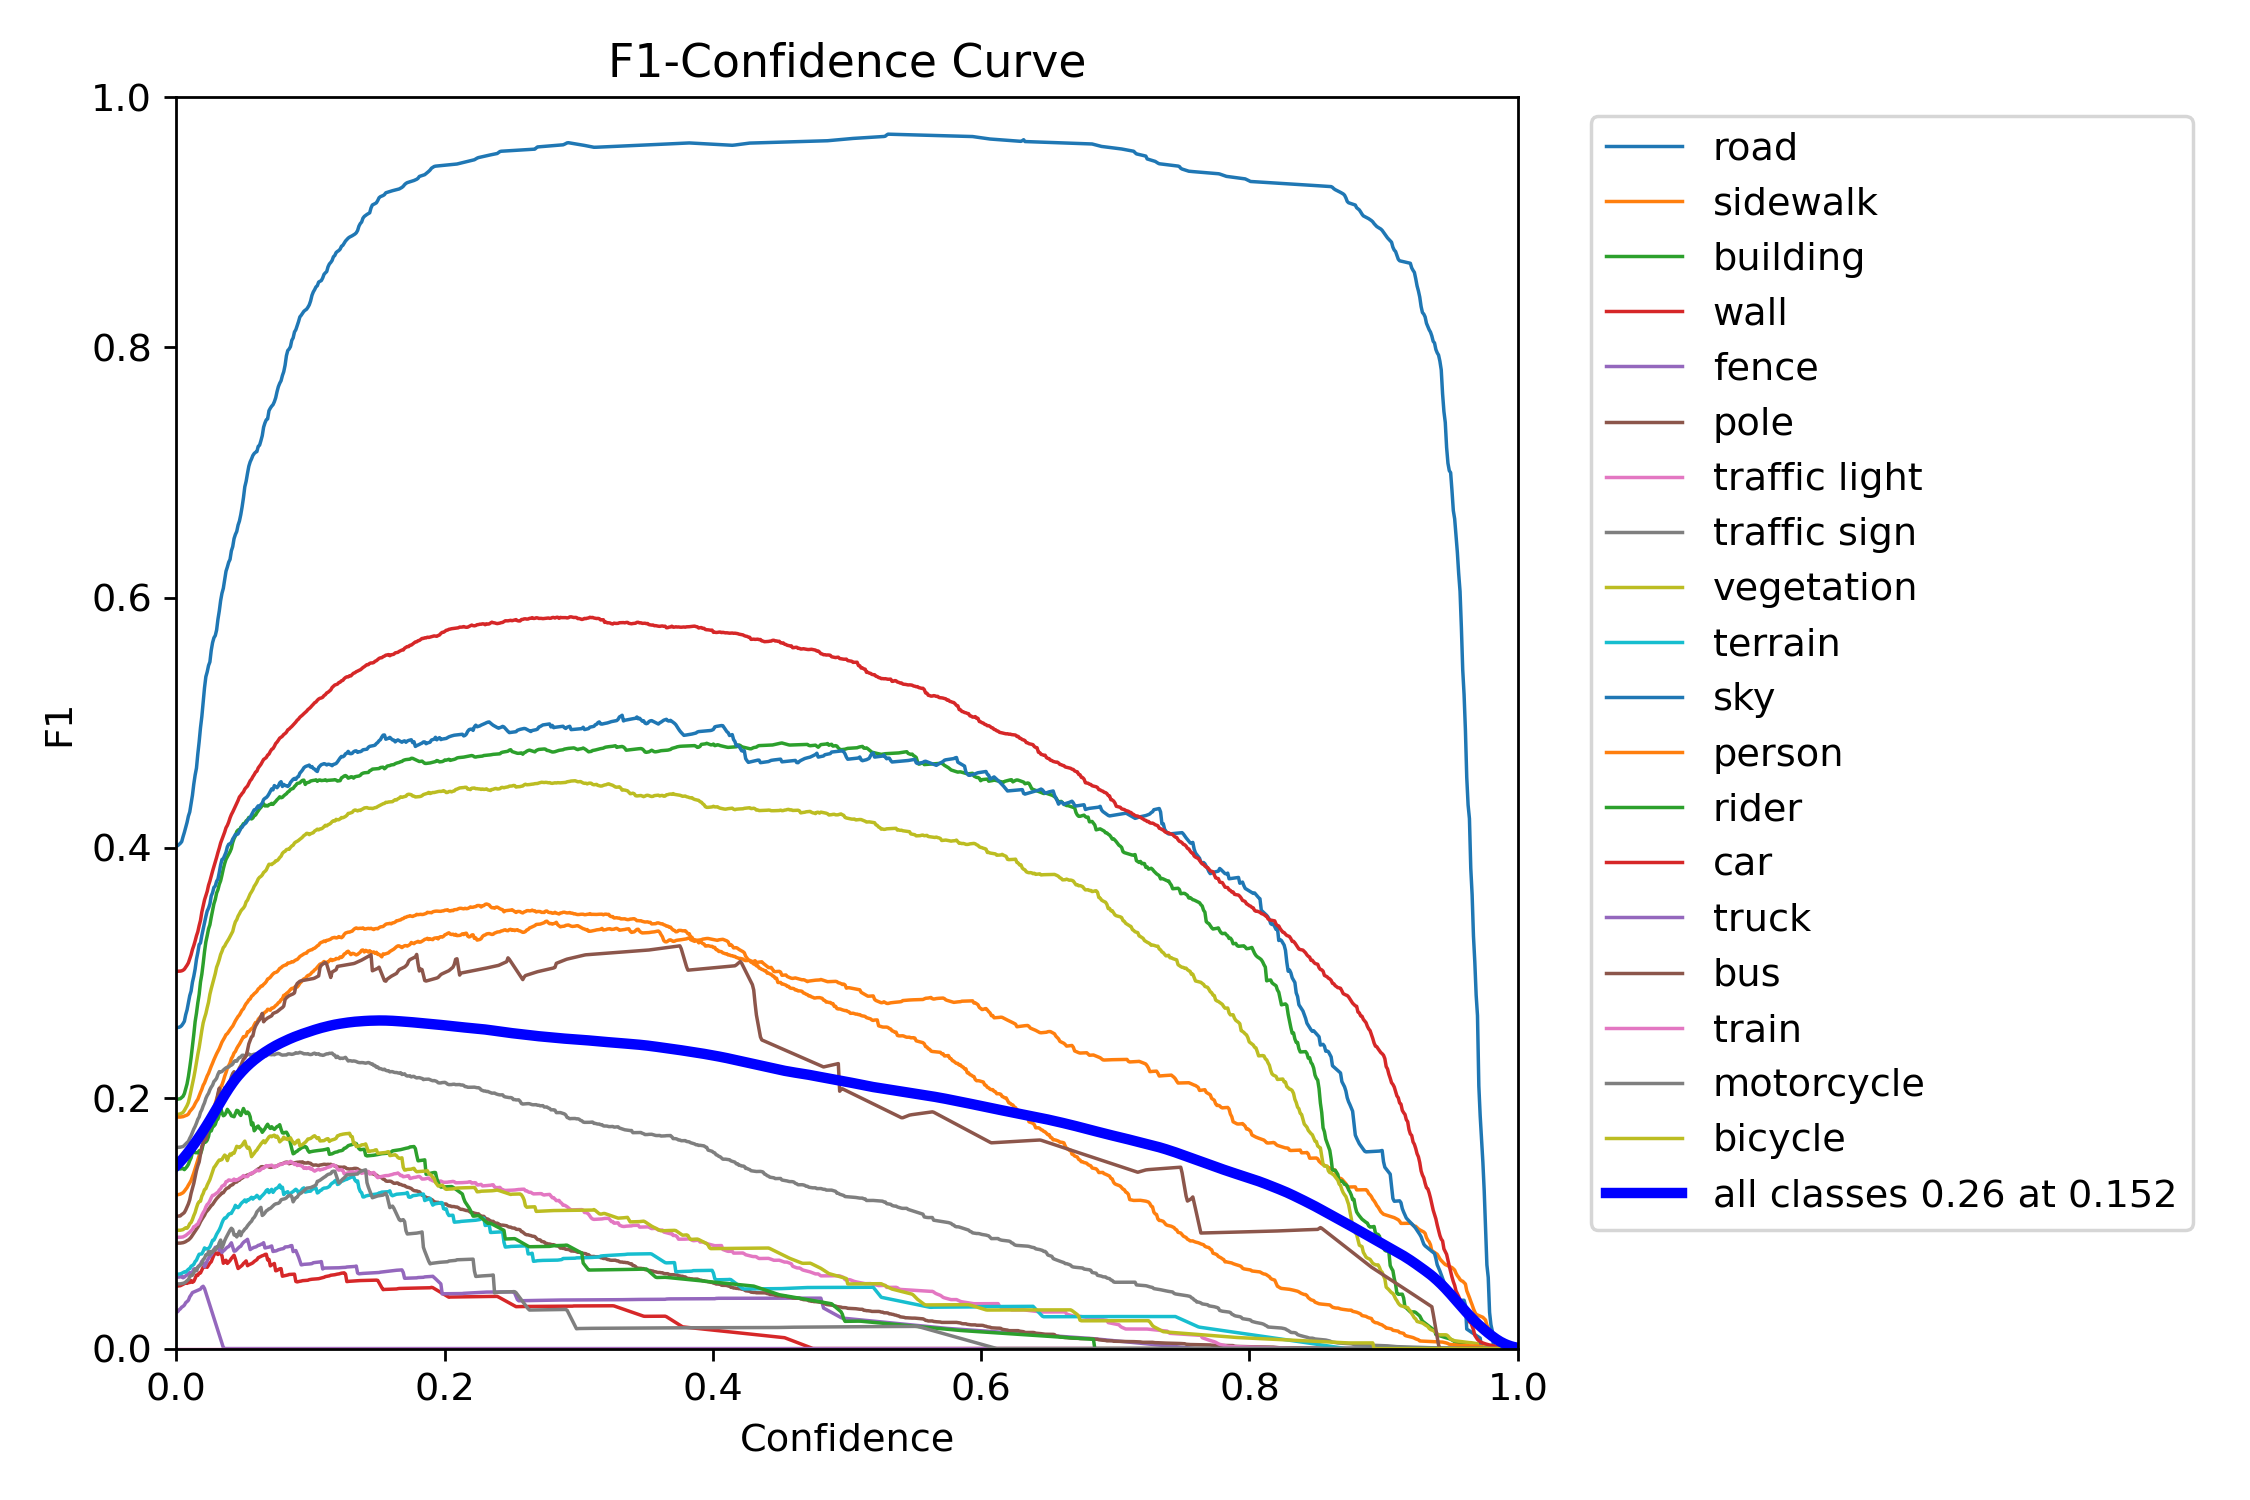 F1-Confidence Curve
1.0
0.8
0.6
0.4
0.2
0.0
F1
0.0 0.2 0.4 0.6 0.8 1.0
Confidence
road
sidewalk
building
wall
fence
pole
traffic light
traffic sign
vegetation
terrain
sky
person
rider
car
truck
bus
train
motorcycle
bicycle
all classes 0.26 at 0.152